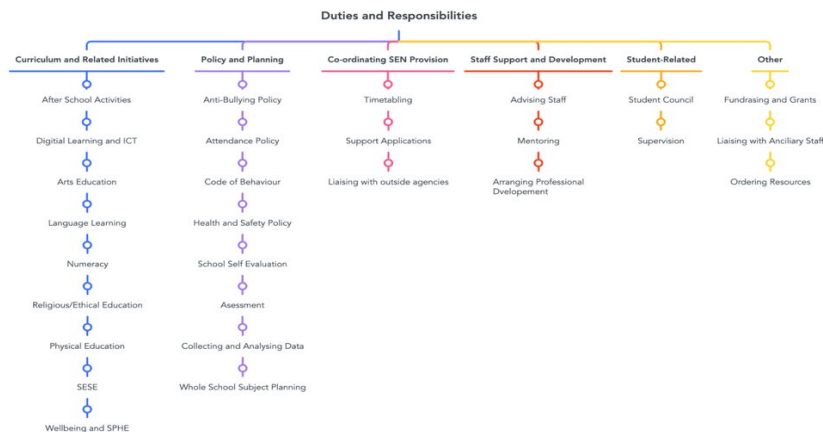 Duties and Responsibilities
Curriculum and Related Initiatives
After School Activities
Digitial Learning and ICT
Arts Education
Language Learning
Numeracy
Religious/Ethical Education
Physical Education
SESE
Wellbeing and SPHE
Policy and Planning
Anti-Bullying Policy
Attendance Policy
Code of Behaviour
Health and Safety Policy
School Self Evaluation
Asessment
Collecting and Analysing Data
Whole School Subject Planning
Co-ordinating SEN Provision
Timetabling
Support Applications
Liaising with outside agencies
Staff Support and Development
Advising Staff
Mentoring
Arranging Professional
Dvelopement
Student-Related
Student Council
Supervision
Other
Fundrasing and Grants
Liaising with Anciliary Staff
Ordering Resources